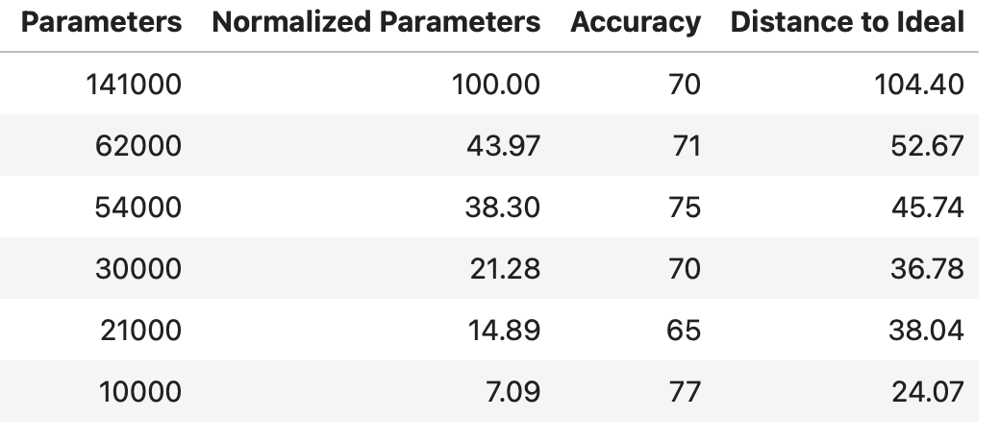 Parameters Normalized Parameters Accuracy Distance to Ideal
141000 100.00 70 104.40
62000 43.97 71 52.67
54000 38.30 75 45.74
30000 21.28 70 36.78
21000 14.89 65 38.04
10000 7.09 77 24.07